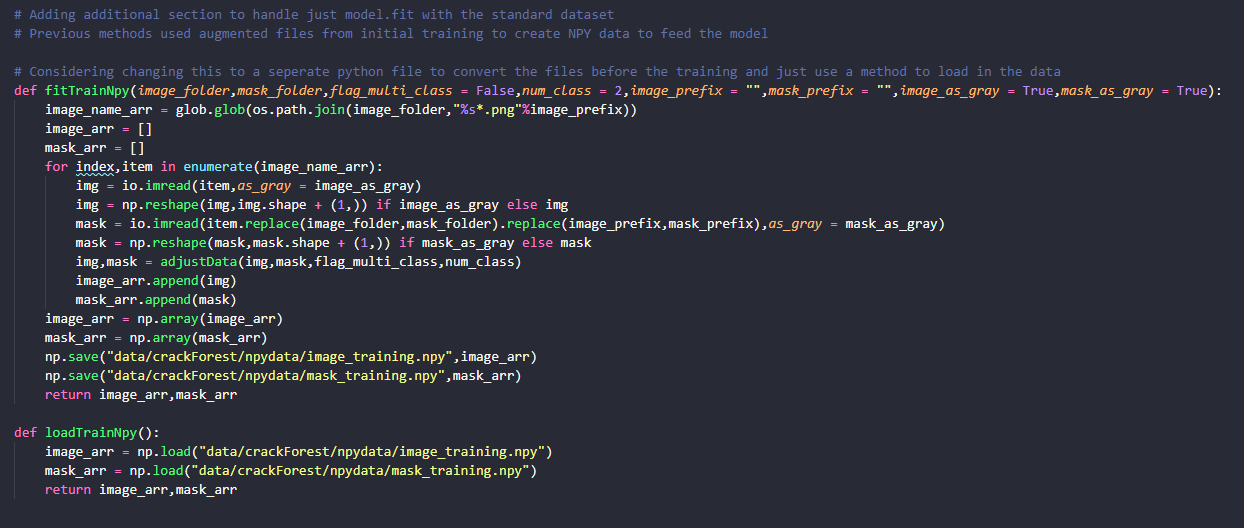 # Adding additional section to handle just model.fit with the standard dataset
# Previous methods used augmented files from initial training to create NPY data to feed the model
# Considering changing this to a seperate python file to convert the files before the training and just use a method to load in the data
def fitTrainNpy(image_folder,mask_folder,flag_multi_class = False,num_class = 2,image_prefix = "",mask_prefix = "",image_as_gray = True,mask_as_gray = True):
    image_name_arr = glob.glob(os.path.join(image_folder,"%s*.png"%image_prefix))
    image_arr = []
    mask_arr = []
    for index,item in enumerate(image_name_arr):
        img = io.imread(item,as_gray = image_as_gray)
        img = np.reshape(img,img.shape + (1,)) if image_as_gray else img
        mask = io.imread(item.replace(image_folder,mask_folder).replace(image_prefix,mask_prefix),as_gray = mask_as_gray)
        mask = np.reshape(mask,mask.shape + (1,)) if mask_as_gray else mask
        img,mask = adjustData(img,mask,flag_multi_class,num_class)
        image_arr.append(img)
        mask_arr.append(mask)
    image_arr = np.array(image_arr)
    mask_arr = np.array(mask_arr)
    np.save("data/crackForest/npydata/image_training.npy",image_arr)
    np.save("data/crackForest/npydata/mask_training.npy",mask_arr)
    return image_arr,mask_arr
def loadTrainNpy():
    image_arr = np.load("data/crackForest/npydata/image_training.npy")
    mask_arr = np.load("data/crackForest/npydata/mask_training.npy")
    return image_arr,mask_arr